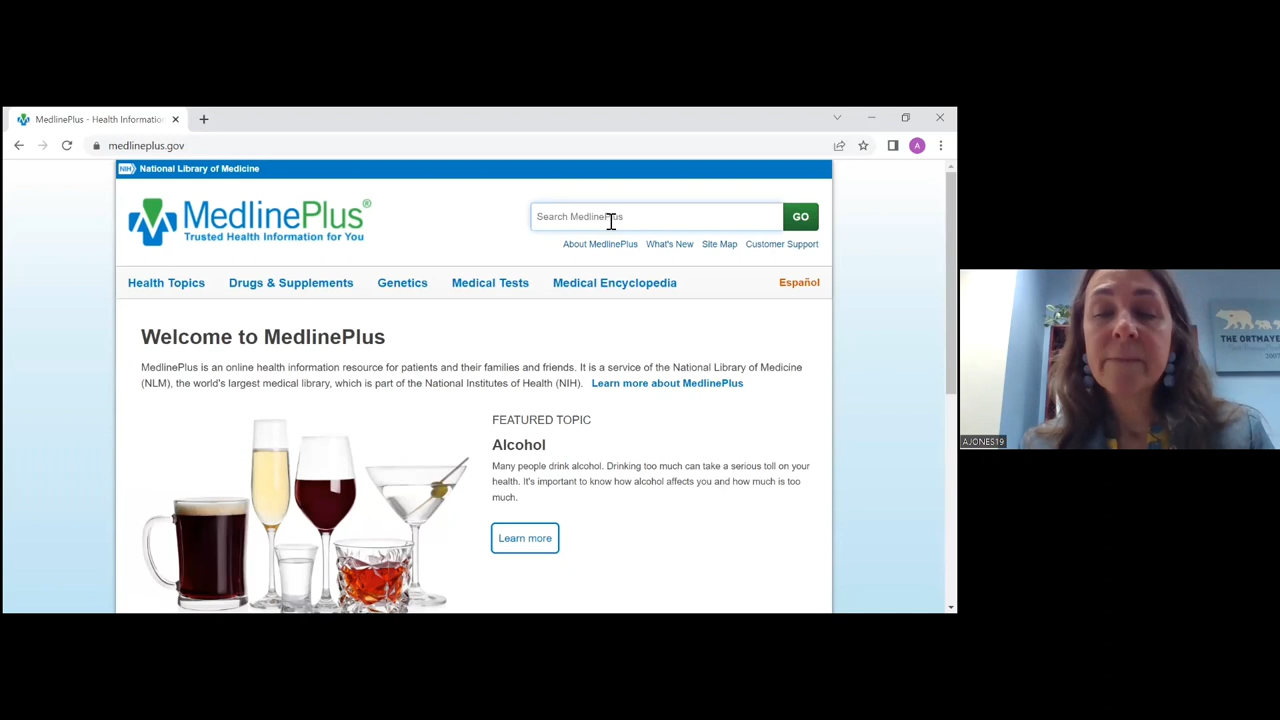 MedlinePlus - Health Informatio
medlineplus.gov
A
NIH National Library of Medicine
MedlinePlus®
Trusted Health Information for You
Search MedlinePlus
GO
About MedlinePlus What's New Site Map Customer Support
Health Topics Drugs & Supplements Genetics Medical Tests Medical Encyclopedia Español
Welcome to MedlinePlus
MedlinePlus is an online health information resource for patients and their families and friends. It is a service of the National Library of Medicine
(NLM), the world's largest medical library, which is part of the National Institutes of Health (NIH). Learn more about MedlinePlus
FEATURED TOPIC
Alcohol
Many people drink alcohol. Drinking too much can take a serious toll on your
health. It's important to know how alcohol affects you and how much is too
much.
Learn more
THE ORTMAYE
2007
AJONES19